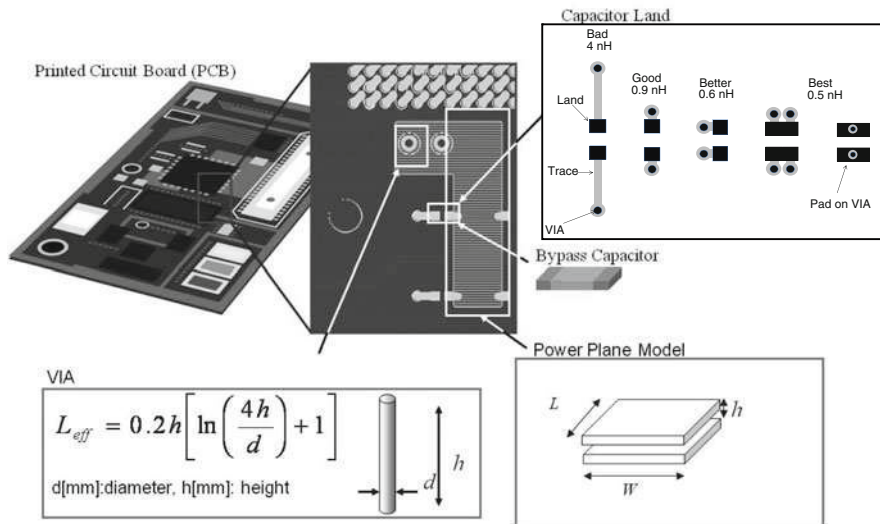 Capacitor Land
Printed Circuit Board (PCB)
Bad
4 nH
Good
0.9 nH
Better
0.6 nH
Best
0.5 nH
Land
Trace
VIA
Pad on VIA
Bypass Capacitor
Power Plane Model
VIA
L_eff = 0.2h[ln(4h/d)+1]
d[mm]:diameter, h[mm]: height
d
h
L
h
W